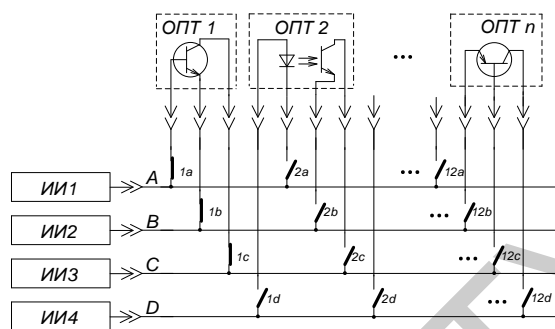 ОПТ 1 ОПТ 2 ... ОПТ n
1a 2a ... 12a
ИИ1 A
1b 2b ... 12b
ИИ2 B
1c 2c ... 12c
ИИ3 C
1d 2d ... 12d
ИИ4 D